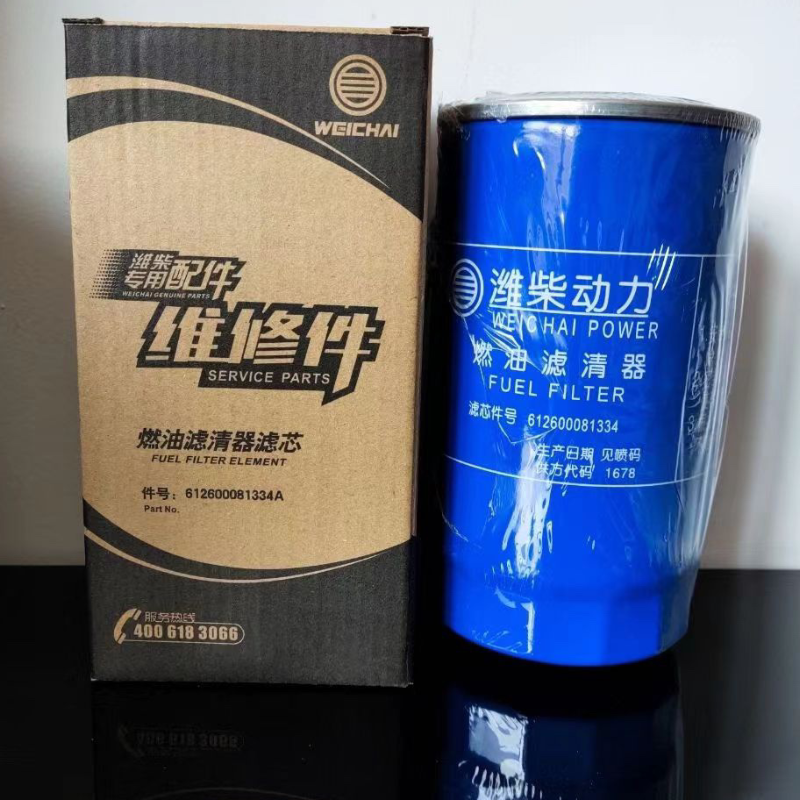 WEICHAI
潍柴
专用配件
WEICHAI GENUINE PARTS
维修件
SERVICE PARTS
燃油滤清器滤芯
FUEL FILTER ELEMENT
件号：612600081334A
Part No.
服务热线
400 618 3066
潍柴动力
WEICHAI POWER
燃油滤清器
FUEL FILTER
滤芯件号 612600081334
生产日期 见喷码
供方代码 1678